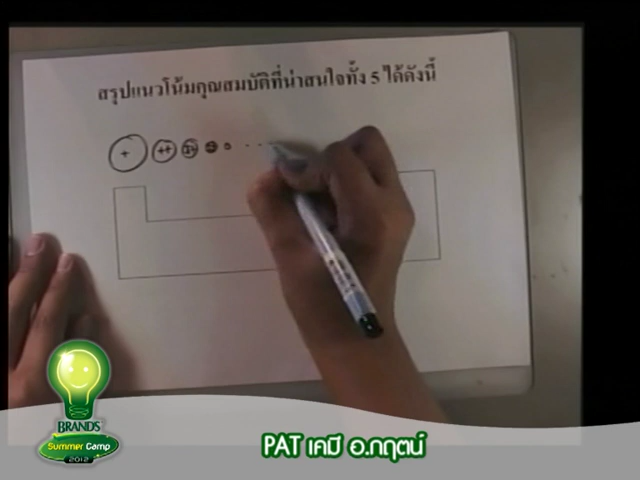 สรุปแนวโน้มคุณสมบัติที่น่าสนใจทั้ง 5 ได้ดังนี้
+ ++
BRAND'S
Summer Camp
2012
PAT เคมี อ.กฤตน์